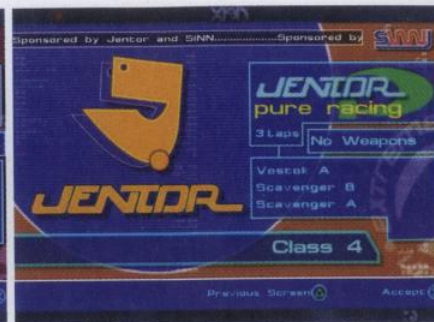 Sponsored by Jentor and SINN..............Sponsored by
SINN
JENTOR
JENTOR
pure racing
3 Laps
No Weapons
Vostok A
Scavenger B
Scavenger A
Class 4
Previous Screen
Accept